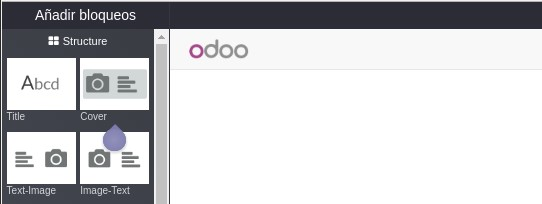 Añadir bloqueos
Structure
odoo
Abcd
Title
Cover
Text-Image
Image-Text